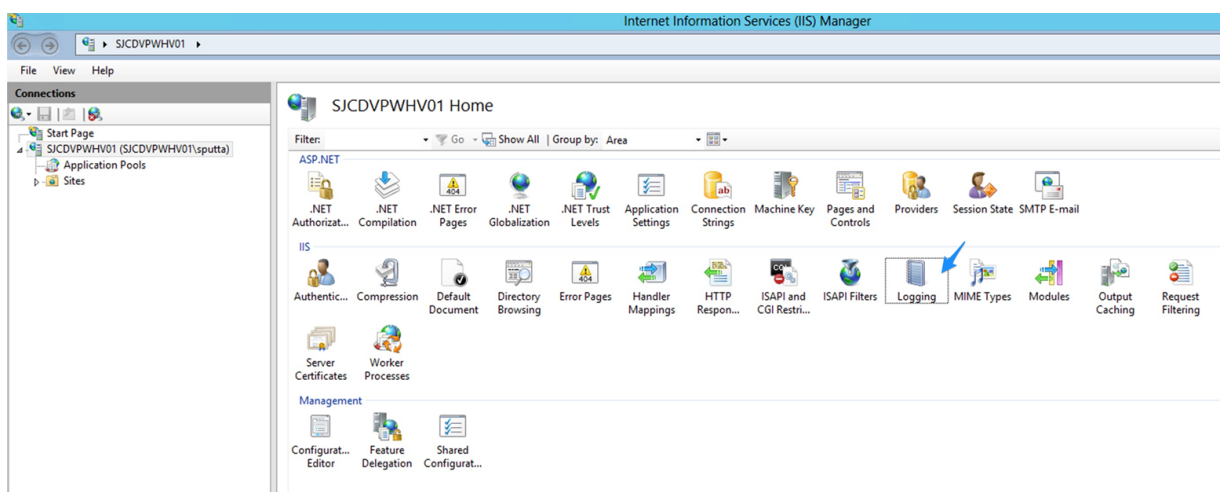 Internet Information Services (IIS) Manager
SJCDVPWHV01
File View Help
Connections
Start Page
SJCDVPWHV01 (SJCDVPWHV01\sputta)
Application Pools
Sites
SJCDVPWHV01 Home
Filter: Go Show All Group by: Area
ASP.NET
.NET Authorizat...
.NET Compilation
.NET Error Pages
.NET Globalization
.NET Trust Levels
Application Settings
Connection Strings
Machine Key
Pages and Controls
Providers
Session State
SMTP E-mail
IIS
Authentic...
Compression
Default Document
Directory Browsing
Error Pages
Handler Mappings
HTTP Respon...
ISAPI and CGI Restri...
ISAPI Filters
Logging
MIME Types
Modules
Output Caching
Request Filtering
Server Certificates
Worker Processes
Management
Configurat... Editor
Feature Delegation
Shared Configurat...